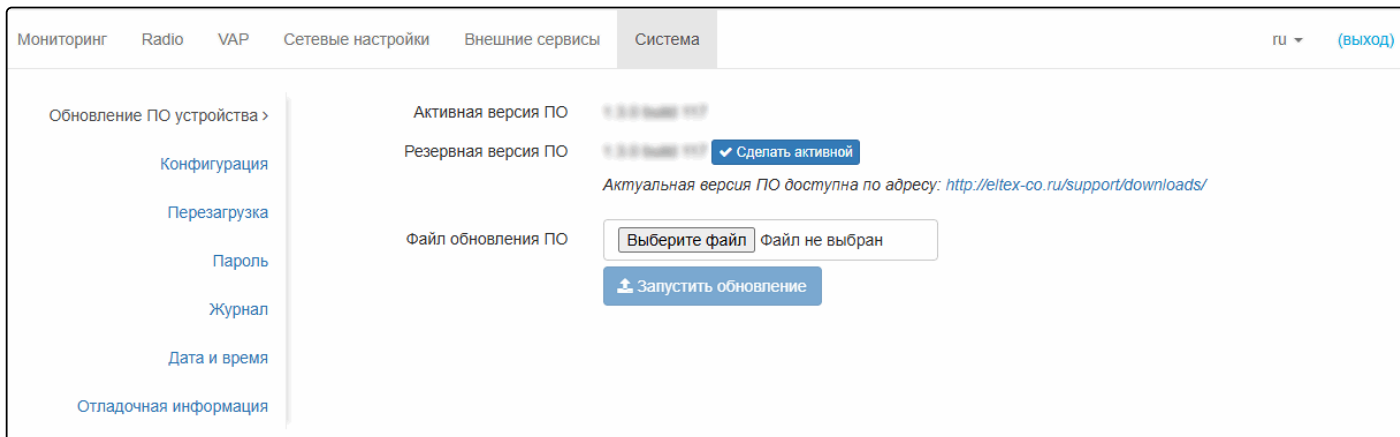 Мониторинг Radio VAP Сетевые настройки Внешние сервисы Система ru (выход)
Обновление ПО устройства >
Конфигурация
Перезагрузка
Пароль
Журнал
Дата и время
Отладочная информация
Активная версия ПО
Резервная версия ПО Сделать активной
Актуальная версия ПО доступна по адресу: http://eltex-co.ru/support/downloads/
Файл обновления ПО Выберите файл Файл не выбран
Запустить обновление